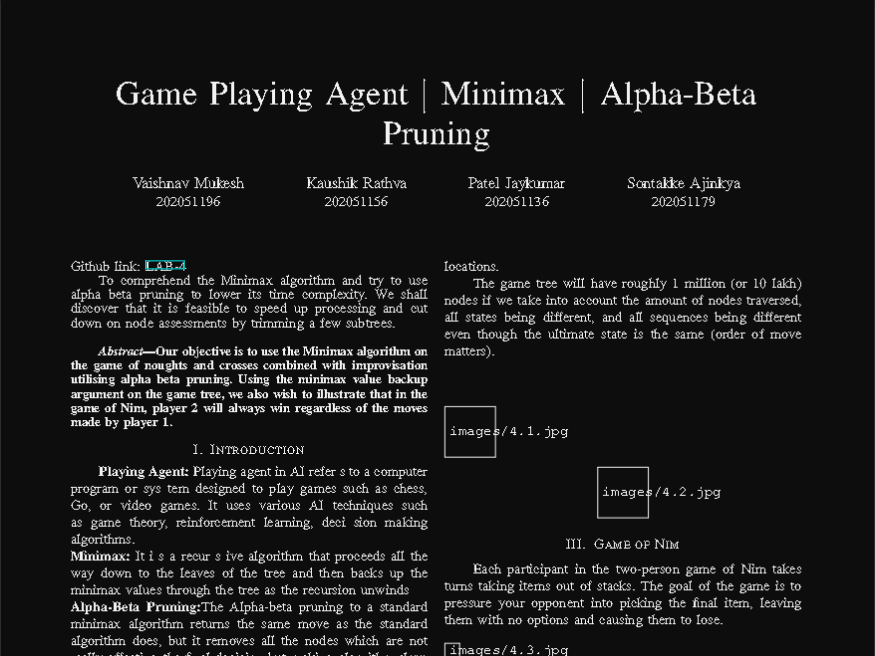 Game Playing Agent | Minimax | Alpha-Beta
Pruning
Vaishnav Mukesh
202051196
Kaushik Rathva
202051156
Patel Jaykumar
202051136
Sontakke Ajinkya
202051179
Github link: LAB-4
To comprehend the Minimax algorithm and try to use
alpha beta pruning to lower its time complexity. We shall
discover that it is feasible to speed up processing and cut
down on node assessments by trimming a few subtrees.
Abstract—Our objective is to use the Minimax algorithm on
the game of noughts and crosses combined with improvisation
utilising alpha beta pruning. Using the minimax value backup
argument on the game tree, we also wish to illustrate that in the
game of Nim, player 2 will always win regardless of the moves
made by player 1.
I. Introduction
Playing Agent: Playing agent in AI refer s to a computer
program or sys tem designed to play games such as chess,
Go, or video games. It uses various AI techniques such
as game theory, reinforcement learning, deci sion making
algorithms.
Minimax: It i s a recur s ive algorithm that proceeds all the
way down to the leaves of the tree and then backs up the
minimax values through the tree as the recursion unwinds
Alpha-Beta Pruning:The Alpha-beta pruning to a standard
minimax algorithm returns the same move as the standard
algorithm does, but it removes all the nodes which are not
locations.
The game tree will have roughly 1 million (or 10 lakh)
nodes if we take into account the amount of nodes traversed,
all states being different, and all sequences being different
even though the ultimate state is the same (order of move
matters).
images/4.1.jpg
images/4.2.jpg
III. Game of Nim
Each participant in the two-person game of Nim takes
turns taking items out of stacks. The goal of the game is to
pressure your opponent into picking the final item, leaving
them with no options and causing them to lose.
images/4.3.jpg